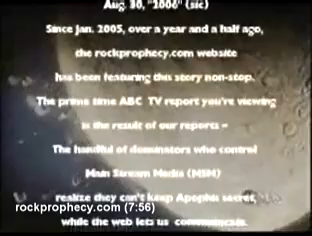 Aug. 30, "2006" (sic)
Since Jan. 2005, over a year and a half ago,
the rockprophecy.com website
has been featuring this story non-stop.
The prime time ABC TV report you're viewing
is the result of our reports –
The handful of dominators who control
Main Stream Media (MSM)
realize they can't keep Apophis secret,
while the web lets us communicate.
rockprophecy.com (7:56)